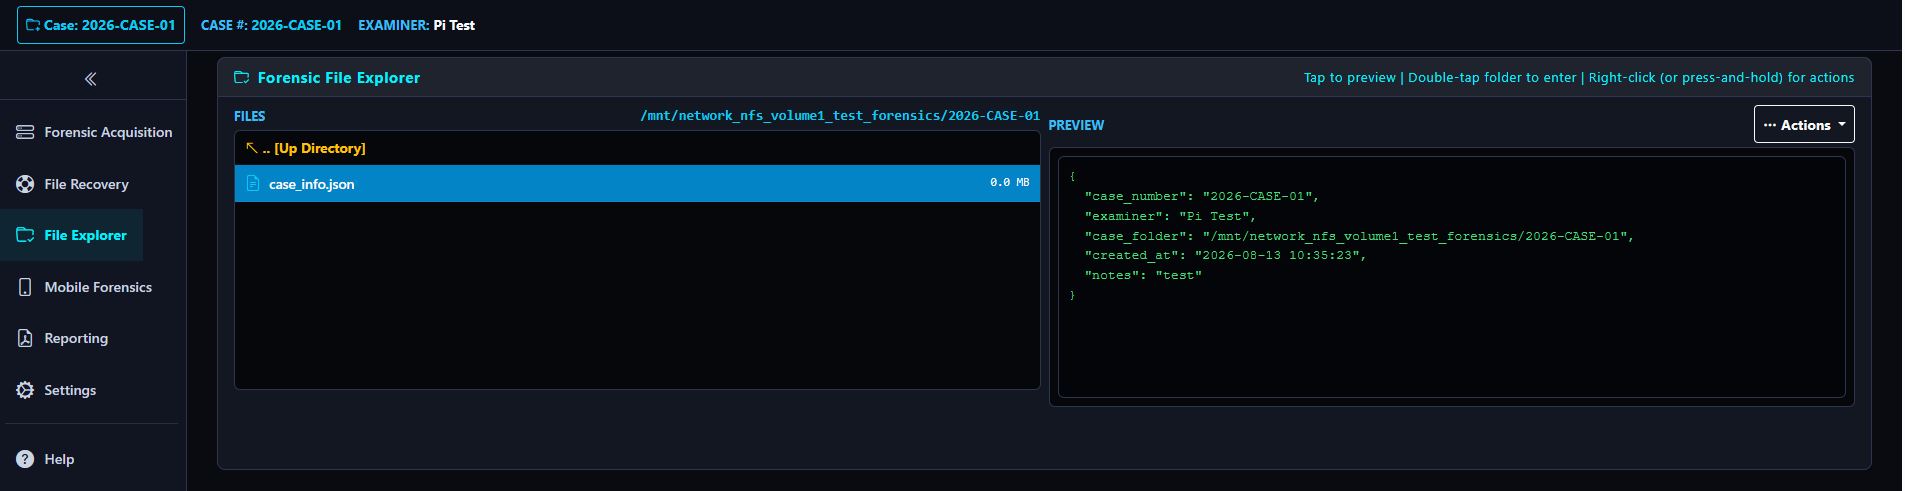 Case: 2026-CASE-01 CASE #: 2026-CASE-01 EXAMINER: Pi Test
Forensic Acquisition
File Recovery
File Explorer
Mobile Forensics
Reporting
Settings
Help
Forensic File Explorer
Tap to preview | Double-tap folder to enter | Right-click (or press-and-hold) for actions
FILES /mnt/network_nfs_volume1_test_forensics/2026-CASE-01
.. [Up Directory]
case_info.json 0.0 MB
PREVIEW
··· Actions
{
  "case_number": "2026-CASE-01",
  "examiner": "Pi Test",
  "case_folder": "/mnt/network_nfs_volume1_test_forensics/2026-CASE-01",
  "created_at": "2026-08-13 10:35:23",
  "notes": "test"
}